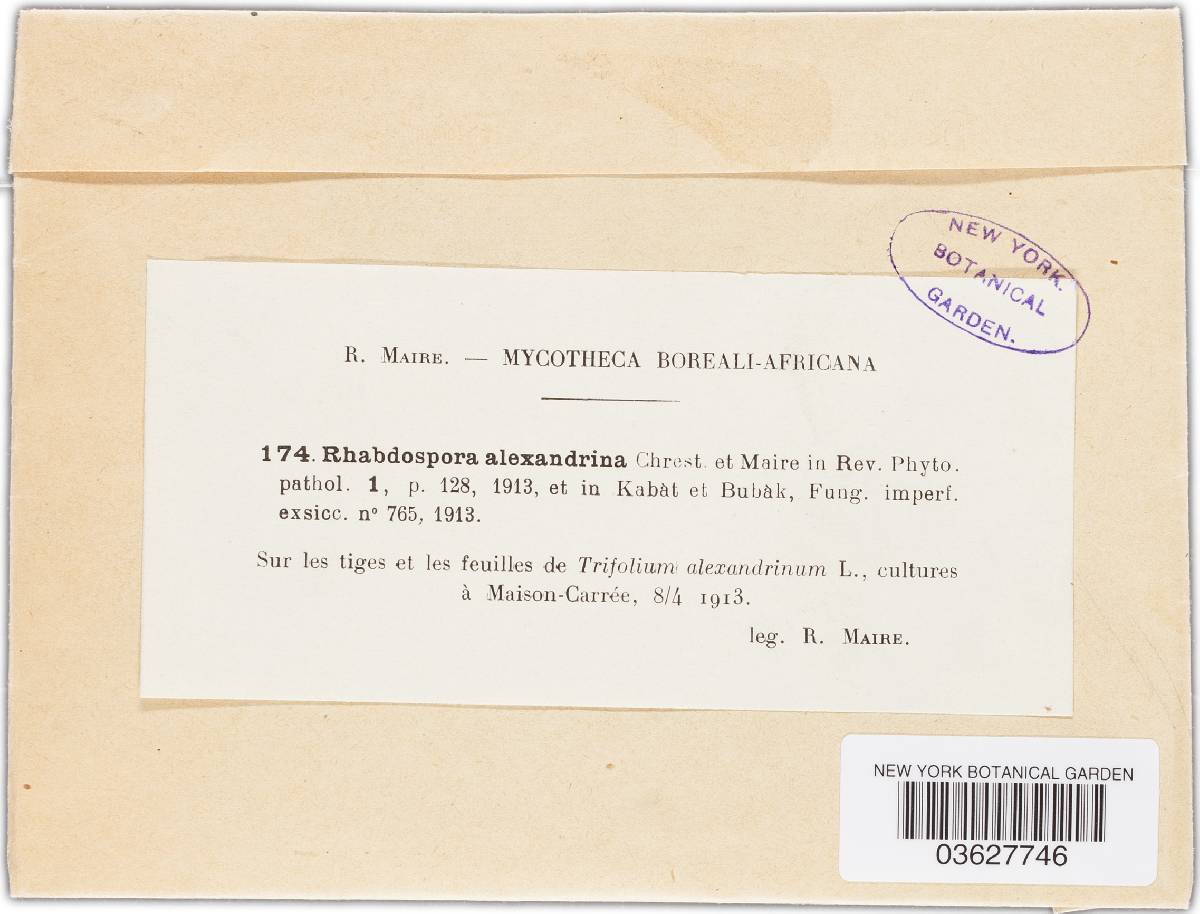 NEW YORK.
BOTANICAL
GARDEN.
R. MAIRE. — MYCOTHECA BOREALI-AFRICANA
174. Rhabdospora alexandrina Chrest. et Maire in Rev. Phyto.
pathol. 1, p. 128, 1913, et in Kabàt et Bubàk, Fung. imperf.
exsicc. nº 765, 1913.
Sur les tiges et les feuilles de Trifolium alexandrinum L., cultures
à Maison-Carrée, 8/4 1913.
leg. R. MAIRE.
NEW YORK BOTANICAL GARDEN
03627746